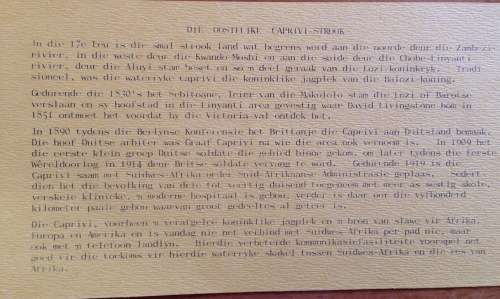 DIE OOSTELIKE CAPRIVI-STROOK
In die 17e Eeu is die smal strook land wat begrens word aan die noorde deur die Zambezi-
rivier, in die weste deur die Kwando-Moshi en aan die suide deur die Chobe-Linyanti
rivier, deur die Aluyi stam beset en so 'n deel gemaak van die Lozi koninkryk. Tradi-
sioneel, was die waterryke Caprivi die koninklike jagplek van die koning.
Gedurende die 1830's het Sebitoane, leier van die Makololo stam die Lozi of Barotse
verslaan en sy hoofstad in die Linyanti area gevestig waar David Livingstone hom in
1851 ontmoet het voordat hy die Victoria-val ontdek het.
In 1890 tydens die Berlynse Konferensie het Brittanje die Caprivi aan Duitsland bemaak.
Die hoof Duitse arbiter was Graaf Caprivi na wie die area ook vernoem is. In 1909 het
die eerste klein groep Duitse soldate die gebied binne gekom, om later tydens die eerste
Wêreldoorlog in 1914 deur Britse soldate vervang te word. Gedurende 1919 is die
Caprivi saam met Suidwes-Afrika onder Suid-Afrikaanse Administrasie geplaas. Sedert-
dien het die bevolking van tot veertig duisend toegeneem met meer as sestig skole,
verskeie klinieke, 'n moderne hospitaal is gebou, verder is daar oor die vyfhonderd
kilometer paaie gebou waarvan groot gedeeltes al geteer is.
Die Caprivi, voorheen 'n verafgeleë koninklike jagplek en 'n bron van slawe vir Afrika,
Europa en Amerika en is vandag nie net verbind met Suidwes-Afrika per pad nie, maar
ook met 'n telefoon landlyn. Hierdie verbeterde kommunikasiefasiliteite voorspel net
goed vir die toekoms vir hierdie waterryke skakel tussen Suidwes-Afrika en die res van
Afrika.